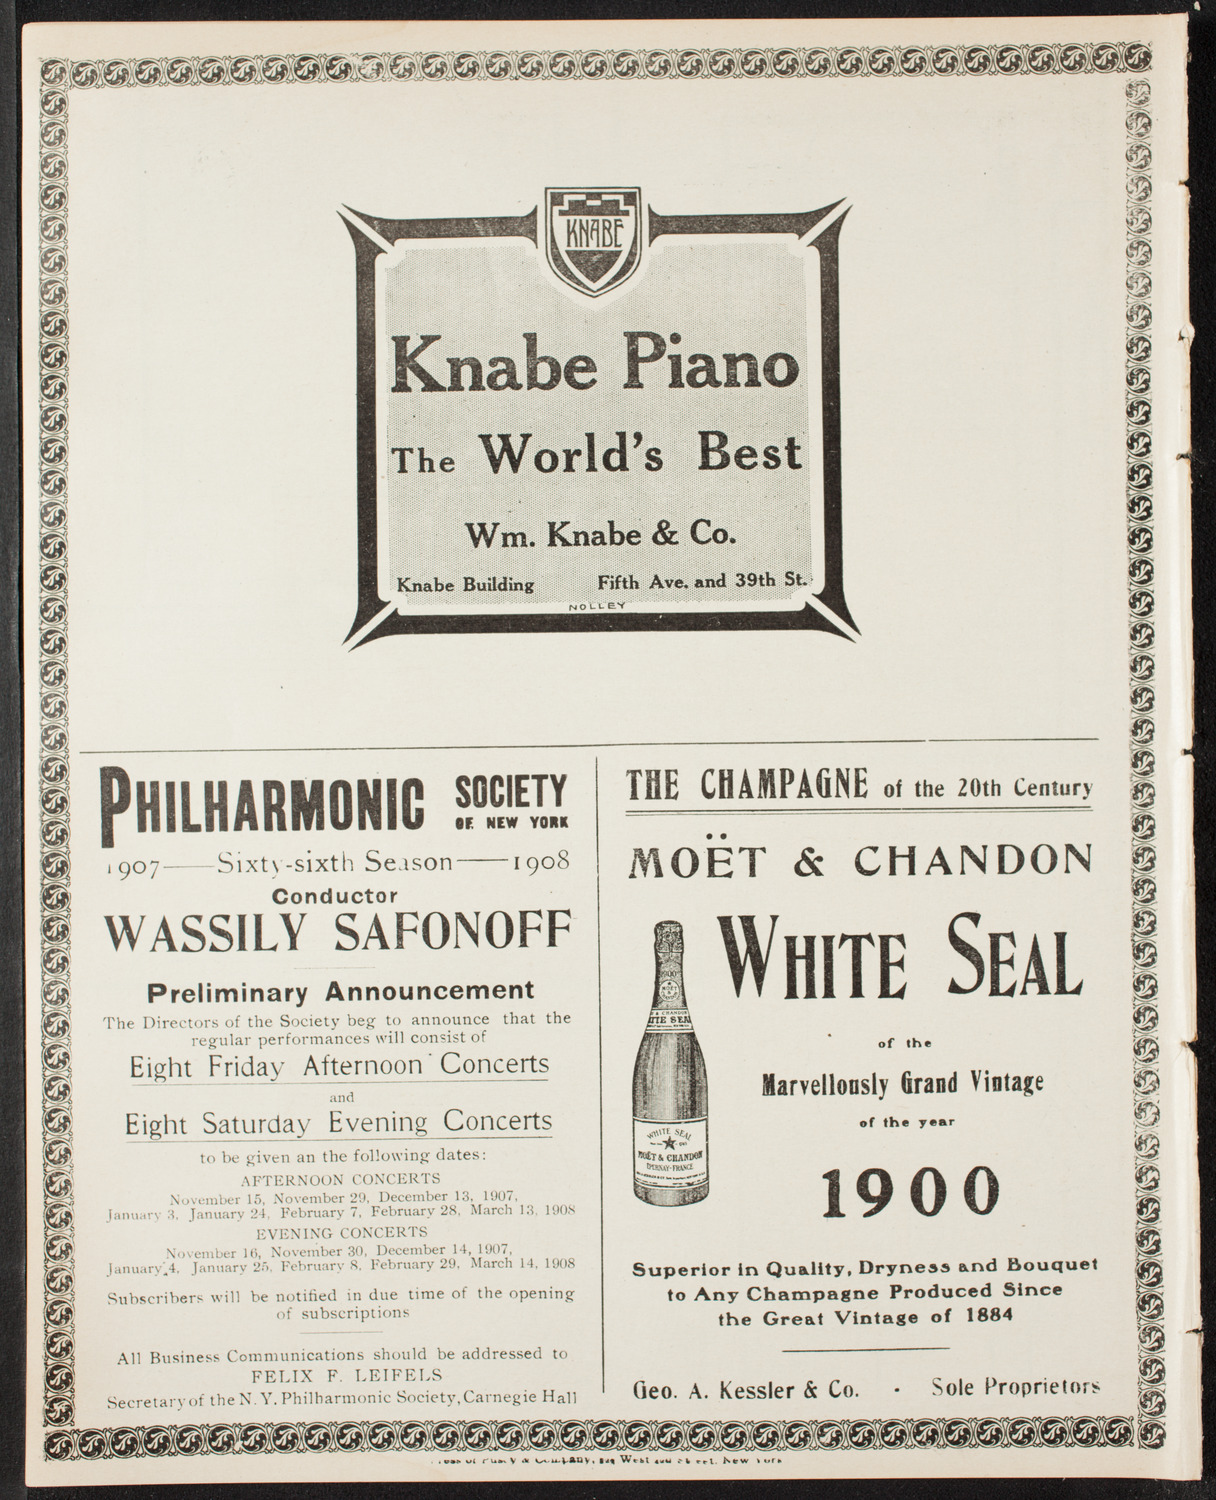 KNABE
Knabe Piano
The World's Best
Wm. Knabe & Co.
Knabe Building Fifth Ave. and 39th St.
NOLLEY
PHILHARMONIC SOCIETY
OF NEW YORK
1907——Sixty-sixth Season——1908
Conductor
WASSILY SAFONOFF
Preliminary Announcement
The Directors of the Society beg to announce that the
regular performances will consist of
Eight Friday Afternoon Concerts
and
Eight Saturday Evening Concerts
to be given an the following dates:
AFTERNOON CONCERTS
November 15, November 29, December 13, 1907,
January 3, January 24, February 7, February 28, March 13, 1908
EVENING CONCERTS
November 16, November 30, December 14, 1907,
January 4, January 25, February 8, February 29, March 14, 1908
Subscribers will be notified in due time of the opening
of subscriptions
All Business Communications should be addressed to
FELIX F. LEIFELS
Secretary of the N. Y. Philharmonic Society, Carnegie Hall
THE CHAMPAGNE of the 20th Century
MOËT & CHANDON
WHITE SEAL
& CHANDON
ITE SEA
WHITE SEAL
MOËT & CHANDON
EPERNAY-FRANCE
of the
Marvellously Grand Vintage
of the year
1900
Superior in Quality, Dryness and Bouquet
to Any Champagne Produced Since
the Great Vintage of 1884
Geo. A. Kessler & Co. · Sole Proprietors
& Company, West New York